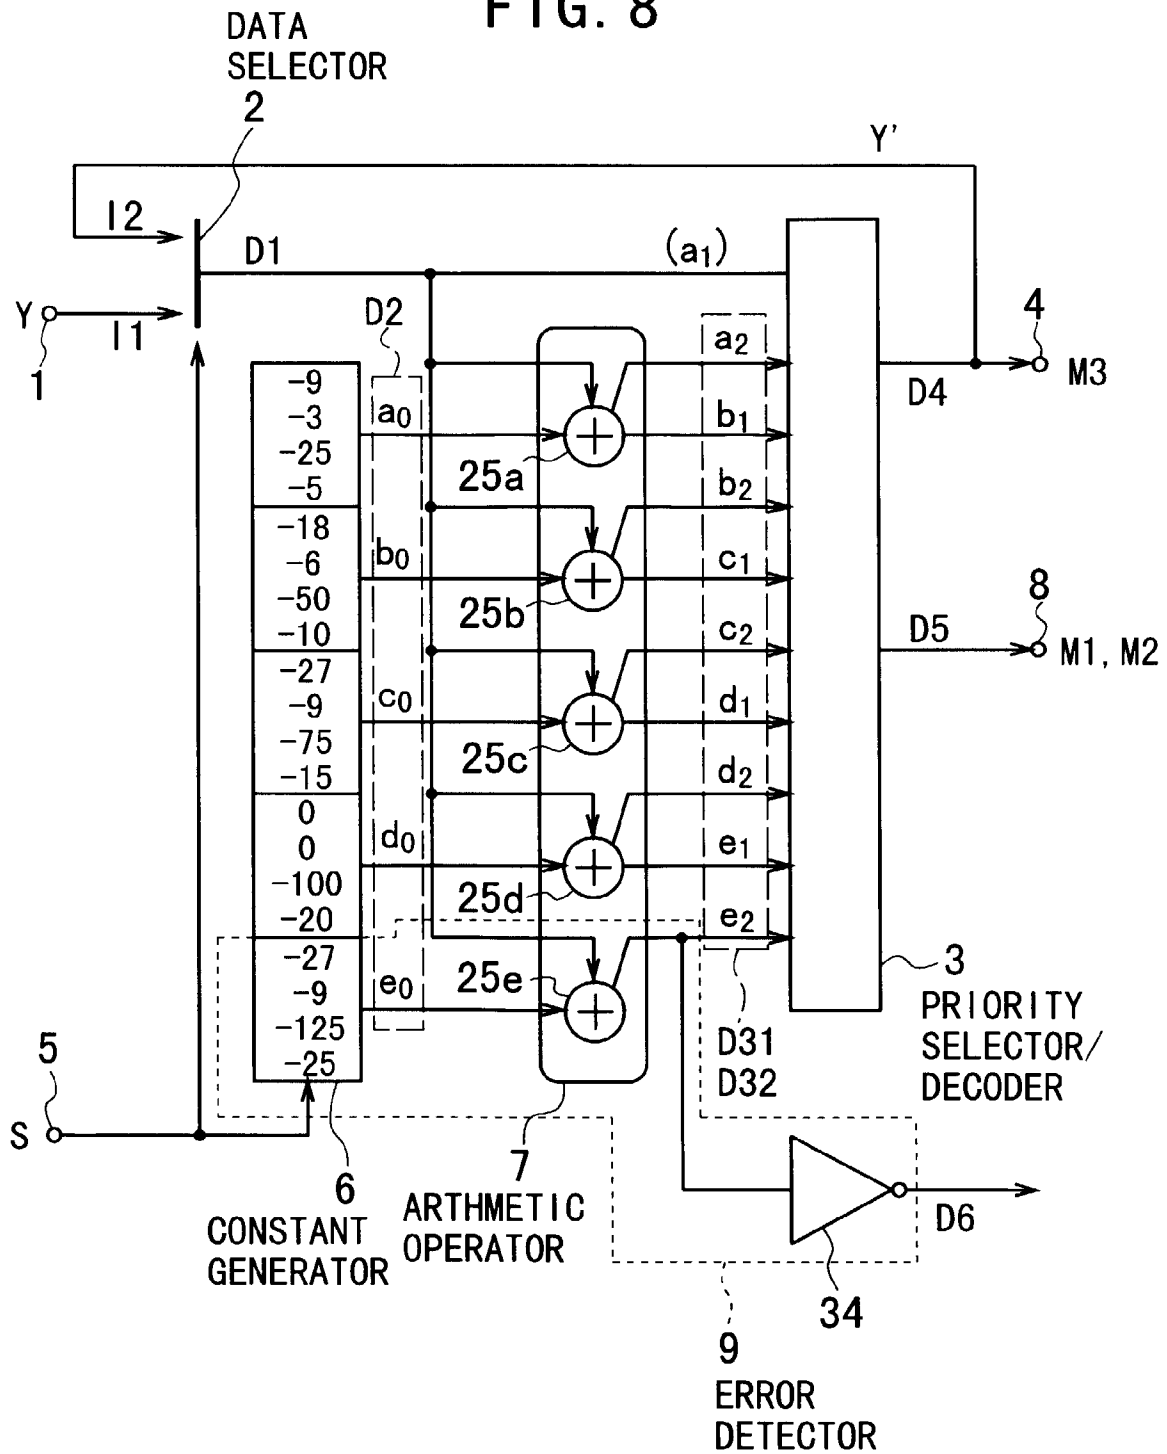 FIG. 8
DATA
SELECTOR
2
Y'
I2
D1
(a1)
Y
I1
1
D2
4
M3
D4
-9
-3
-25
-5
a0
25a
a2
b1
-18
-6
-50
-10
b0
25b
b2
c1
8
D5
M1, M2
-27
-9
-75
-15
c0
25c
c2
d1
0
0
-100
-20
d0
25d
d2
e1
-27
-9
-125
-25
e0
25e
e2
3
PRIORITY
SELECTOR/
DECODER
D31
D32
5
S
6
CONSTANT
GENERATOR
7
ARTHMETIC
OPERATOR
D6
34
9
ERROR
DETECTOR